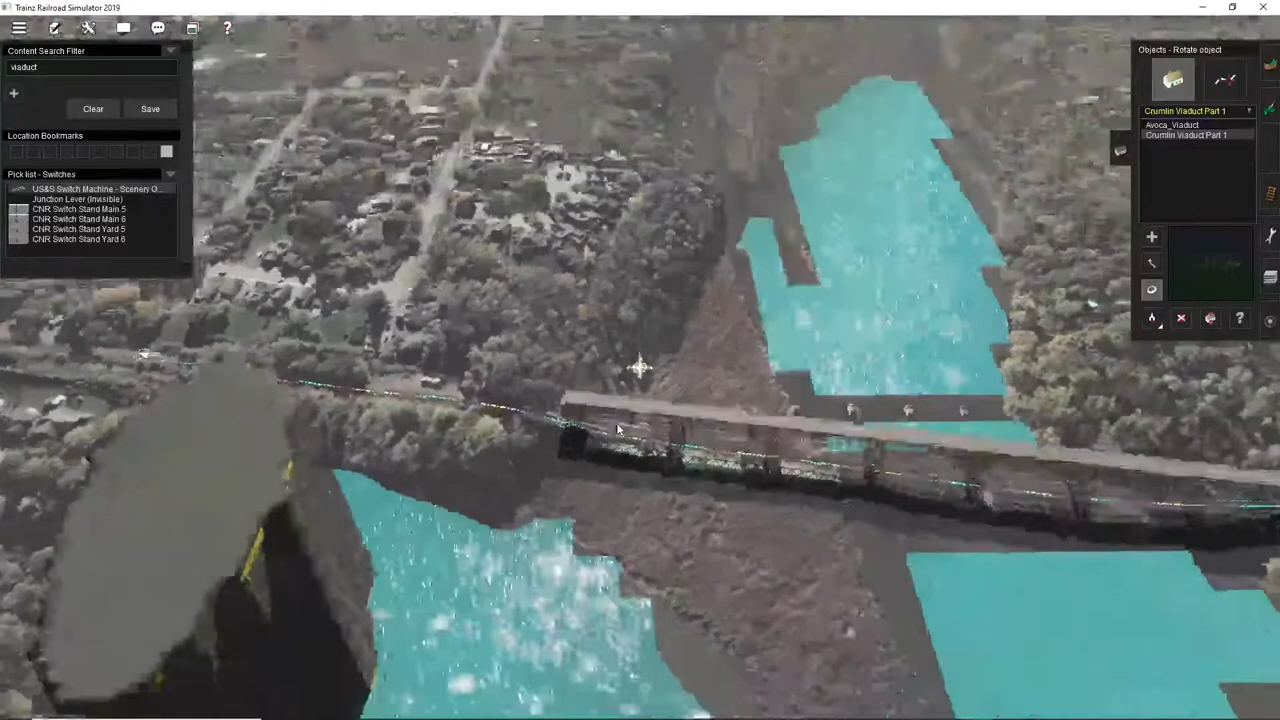 Trainz Railroad Simulator 2019
Content Search Filter
viaduct
Clear
Save
Location Bookmarks
Pick list - Switches
US&S Switch Machine - Scenery O...
Junction Lever (Invisible)
CNR Switch Stand Main 5
CNR Switch Stand Main 6
CNR Switch Stand Yard 5
CNR Switch Stand Yard 6
Objects - Rotate object
Crumlin Viaduct Part 1
Avoca_Viaduct
Crumlin Viaduct Part 1